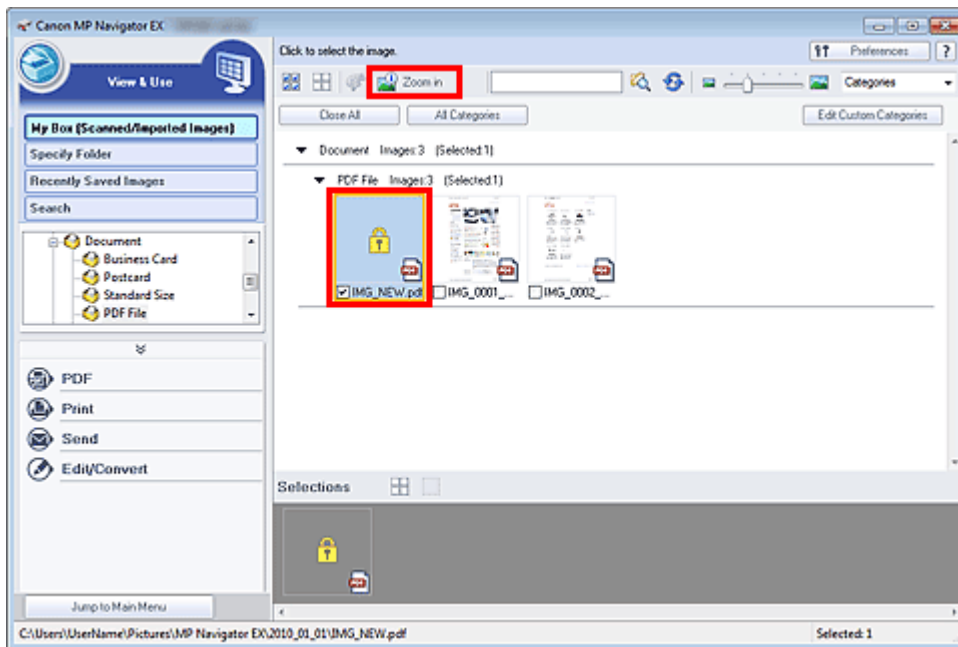 Canon MP Navigator EX
View & Use
My Box (Scanned/Imported Images)
Specify Folder
Recently Saved Images
Search
Document
Business Card
Postcard
Standard Size
PDF File
PDF
Print
Send
Edit/Convert
Jump to Main Menu
Click to select the image.
Preferences
?
Zoom in
Categories
Close All
All Categories
Edit Custom Categories
Document Images:3 (Selected:1)
PDF File Images:3 (Selected:1)
IMG_NEW.pdf
IMG_0001_...
IMG_0002_...
Selections
C:\Users\UserName\Pictures\MP Navigator EX\2010_01_01\IMG_NEW.pdf
Selected: 1